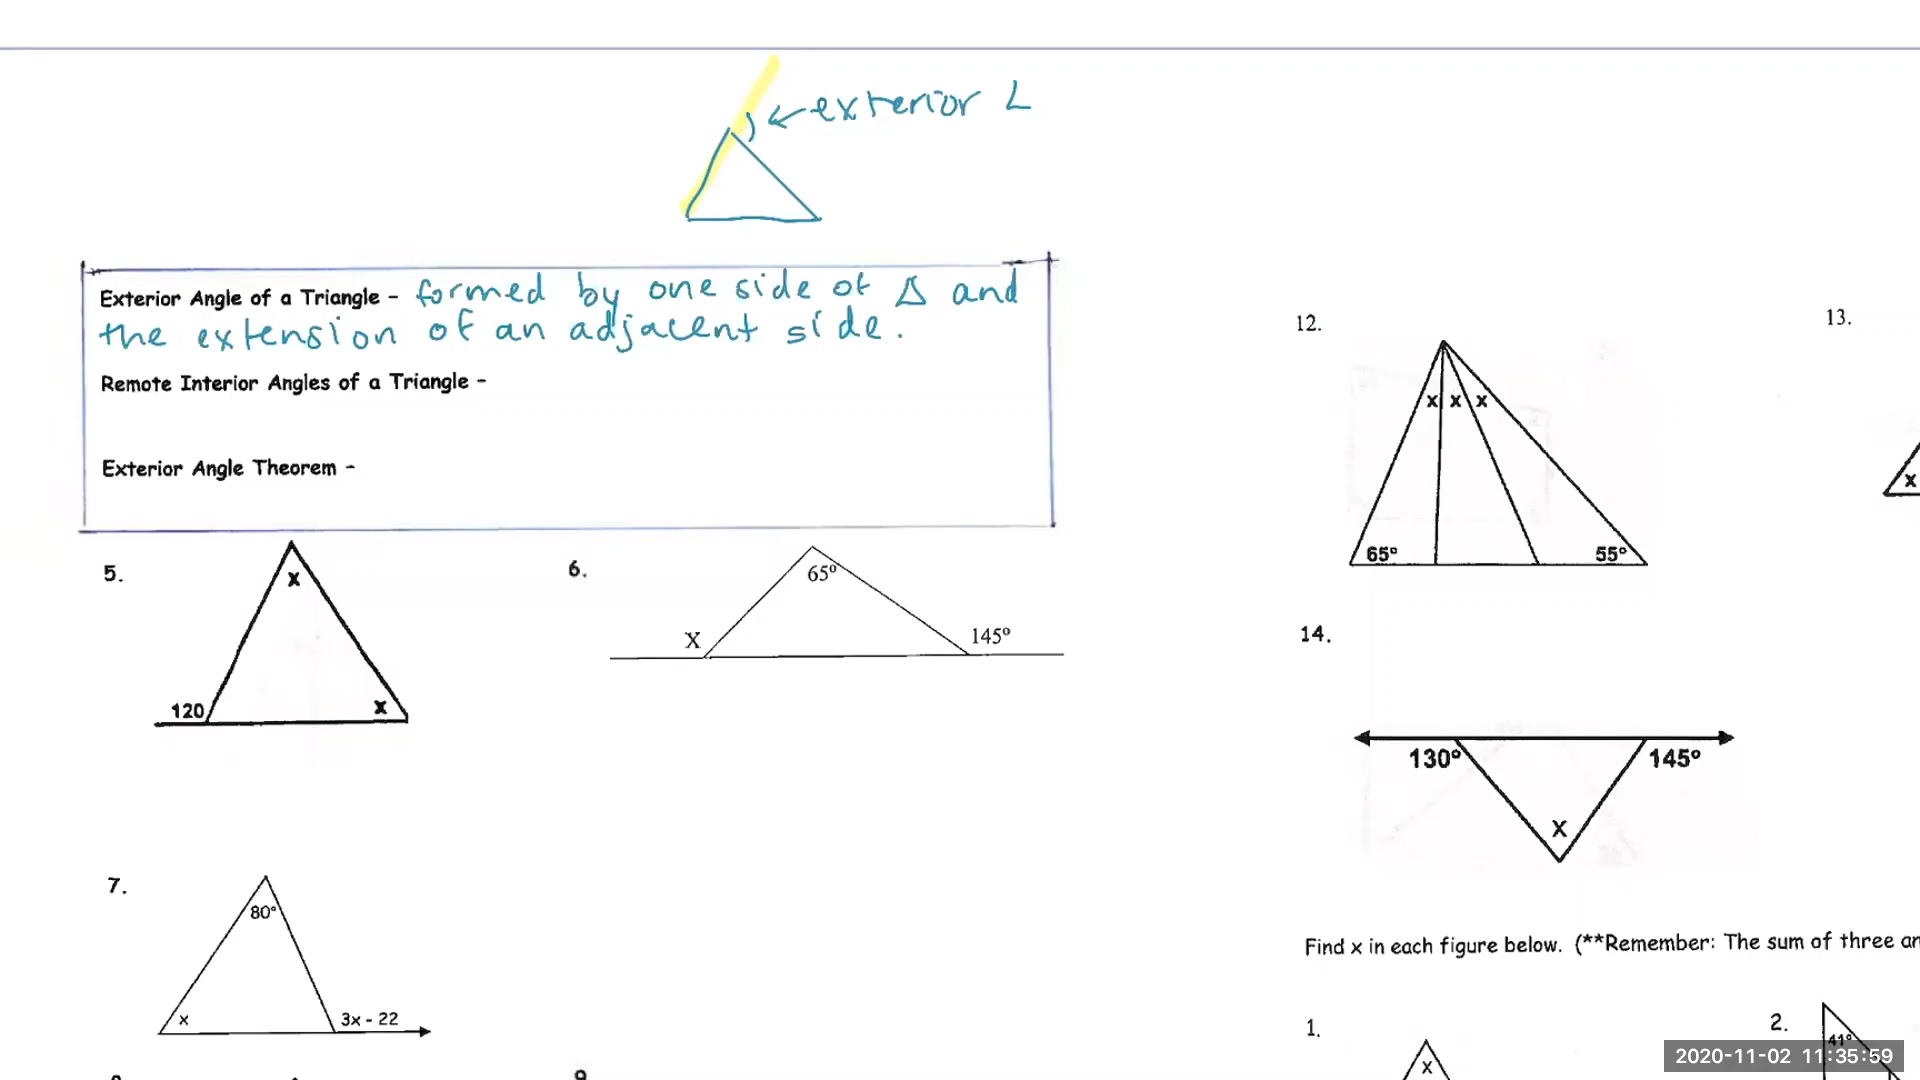 exterior ∠
Exterior Angle of a Triangle - formed by one side of △ and
the extension of an adjacent side.
Remote Interior Angles of a Triangle -
Exterior Angle Theorem -
5.
x
120
x
6.
65°
X
145°
7.
80°
x
3x - 22
12.
x x x
65°
55°
13.
x
14.
130°
145°
x
Find x in each figure below. (**Remember: The sum of three
1.
x
2.
41°
9
2020-11-02 11:35:59